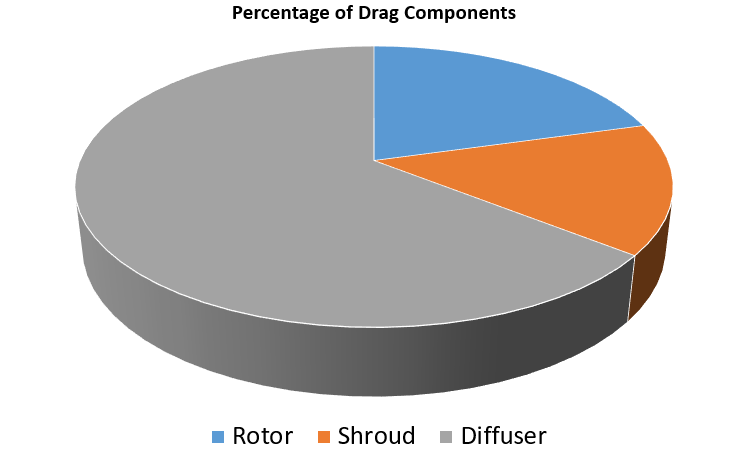 Percentage of Drag Components
Rotor Shroud Diffuser